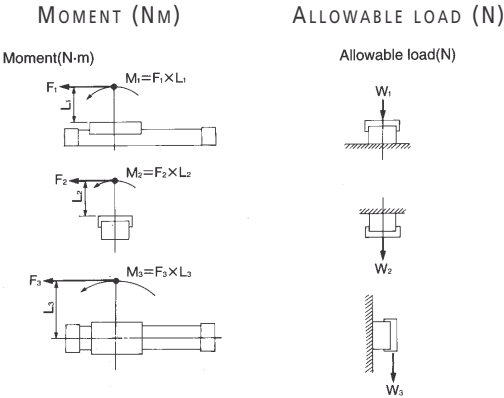 MOMENT (NM)
ALLOWABLE LOAD (N)
Moment(N·m)
Allowable load(N)
F₁
M₁=F₁×L₁
L₁
W₁
F₂
M₂=F₂×L₂
L₂
W₂
F₃
M₃=F₃×L₃
L₃
W₃